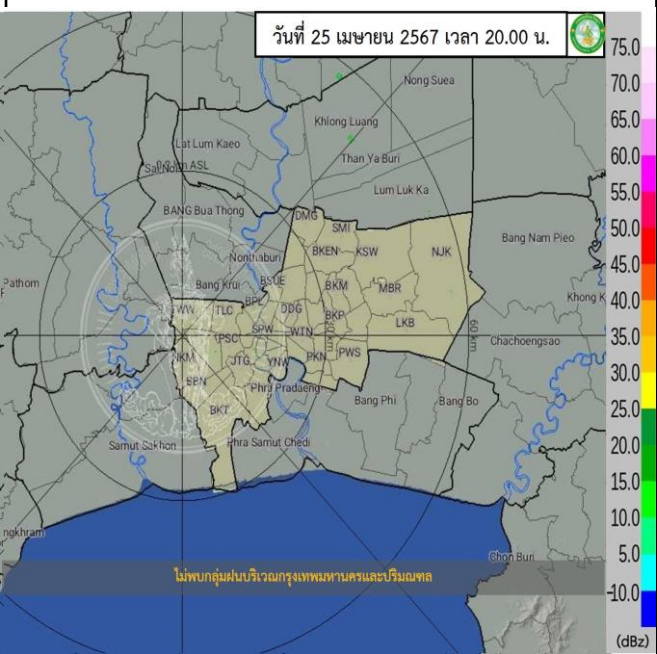 วันที่ 25 เมษายน 2567 เวลา 20.00 น.
75.0
Nong Suea
70.0
Khlong Luang
65.0
Lat Lum Kaeo
Than Ya Buri
60.0
km ASL
Lum Luk Ka
55.0
BANG Bua Thong
DMG
50.0
SMI
Bang Nam Pieo
BKEN
KSW
NJK
45.0
Nonthaburi
Bang Krui
BSUE
BKM
MBR
Pathom
40.0
BPL
Khong K
TWW
TLC
DDG
BKP
LKB
35.0
PSC
SPW
WTN
60 km
Chachoengsao
NKM
JTG
YNW
PKN
PWS
30.0
BPN
Phra Pradaeng
Bang Phi
Bang Bo
25.0
BKT
Samut Sakhon
Phra Samut Chedi
20.0
15.0
10.0
ngkhram
Chon Buri
5.0
ไม่พบกลุ่มฝนบริเวณกรุงเทพมหานครและปริมณฑล
-10.0
(dBz)